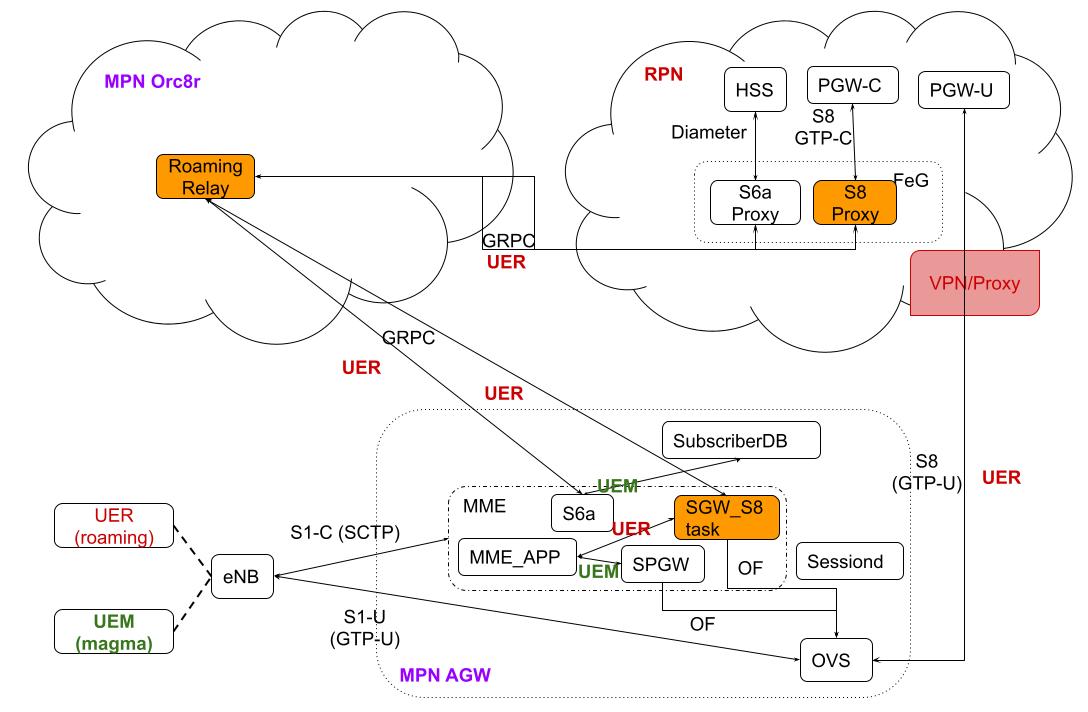 MPN Orc8r
RPN
HSS
PGW-C
PGW-U
Diameter
S8
GTP-C
Roaming
Relay
FeG
S6a
Proxy
S8
Proxy
GRPC
UER
VPN/Proxy
GRPC
UER
UER
SubscriberDB
S8
(GTP-U)
UER
UEM
MME
S6a
SGW_S8
task
UER
UER
(roaming)
S1-C (SCTP)
MME_APP
SPGW
UEM
OF
Sessiond
eNB
UEM
(magma)
S1-U
(GTP-U)
OF
OVS
MPN AGW